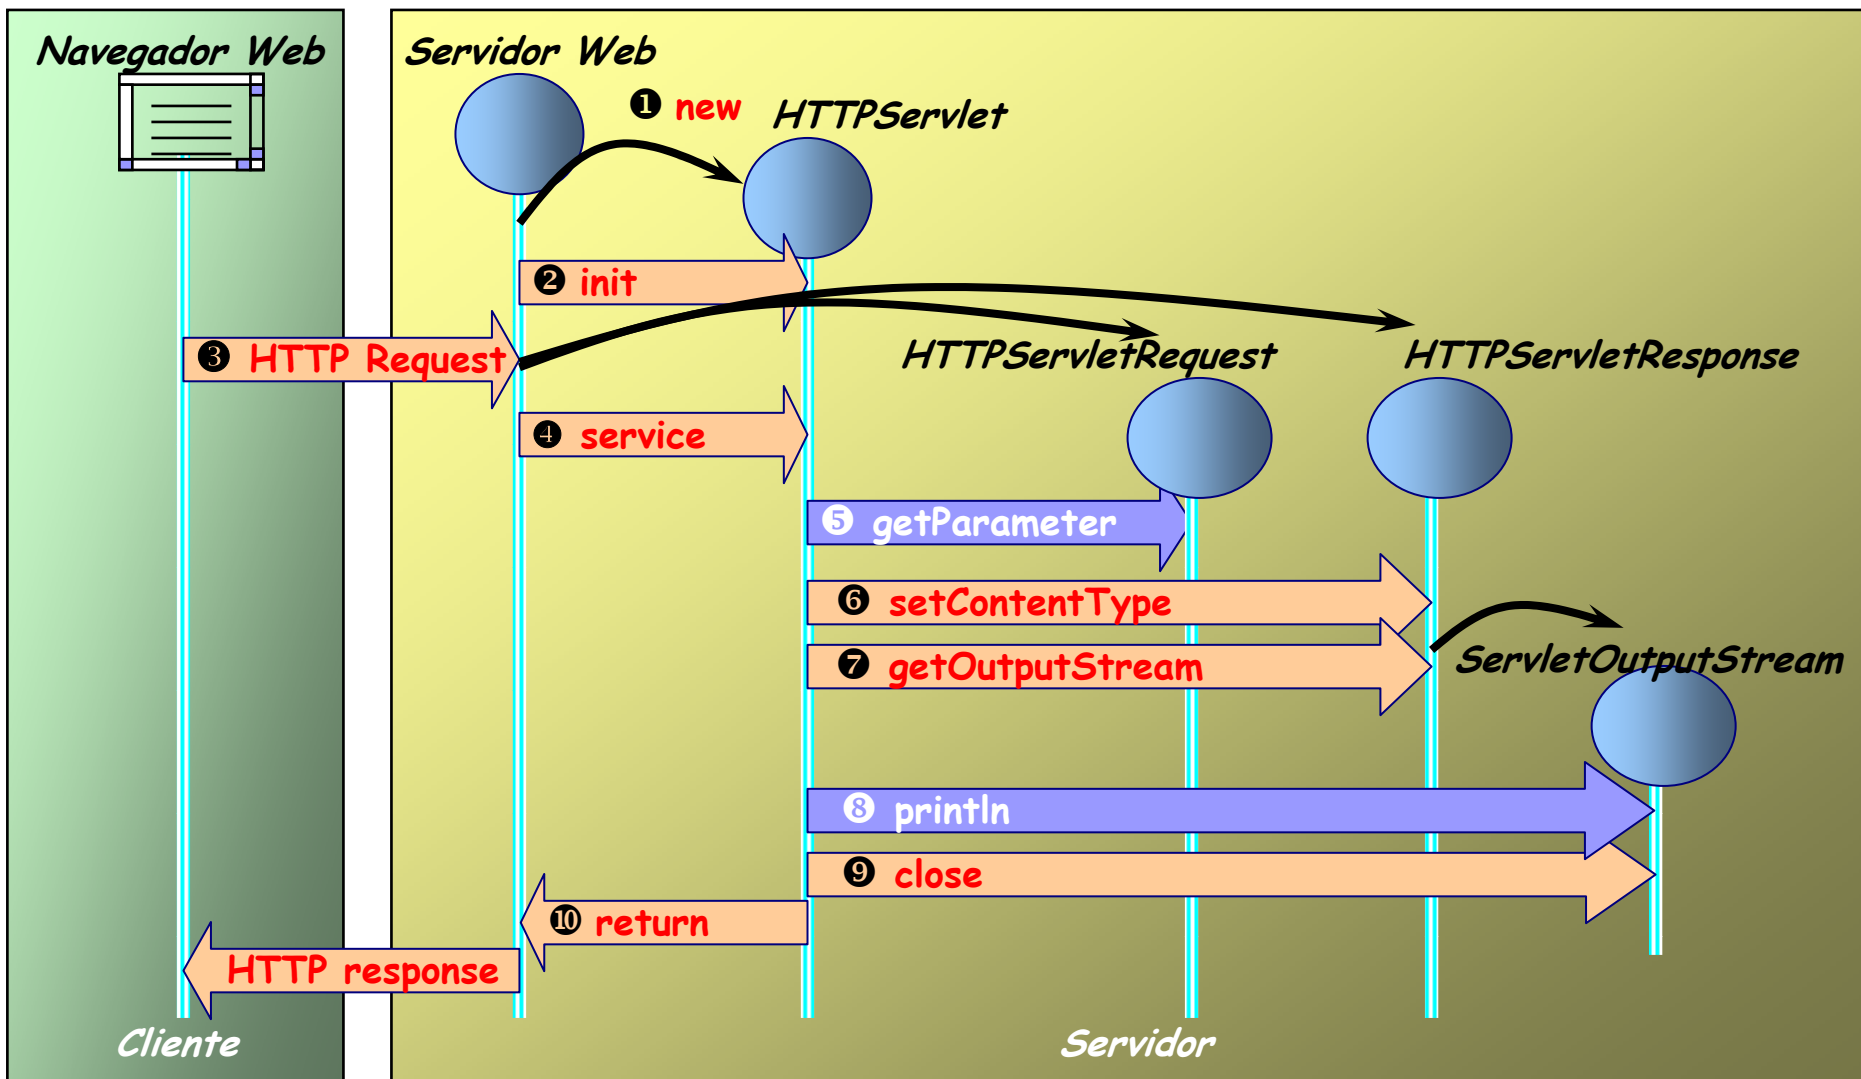 Navegador Web
Servidor Web
❶ new
HTTPServlet
❷ init
❸ HTTP Request
HTTPServletRequest
HTTPServletResponse
❹ service
❺ getParameter
❻ setContentType
❼ getOutputStream
ServletOutputStream
❽ println
❾ close
❿ return
HTTP response
Cliente
Servidor